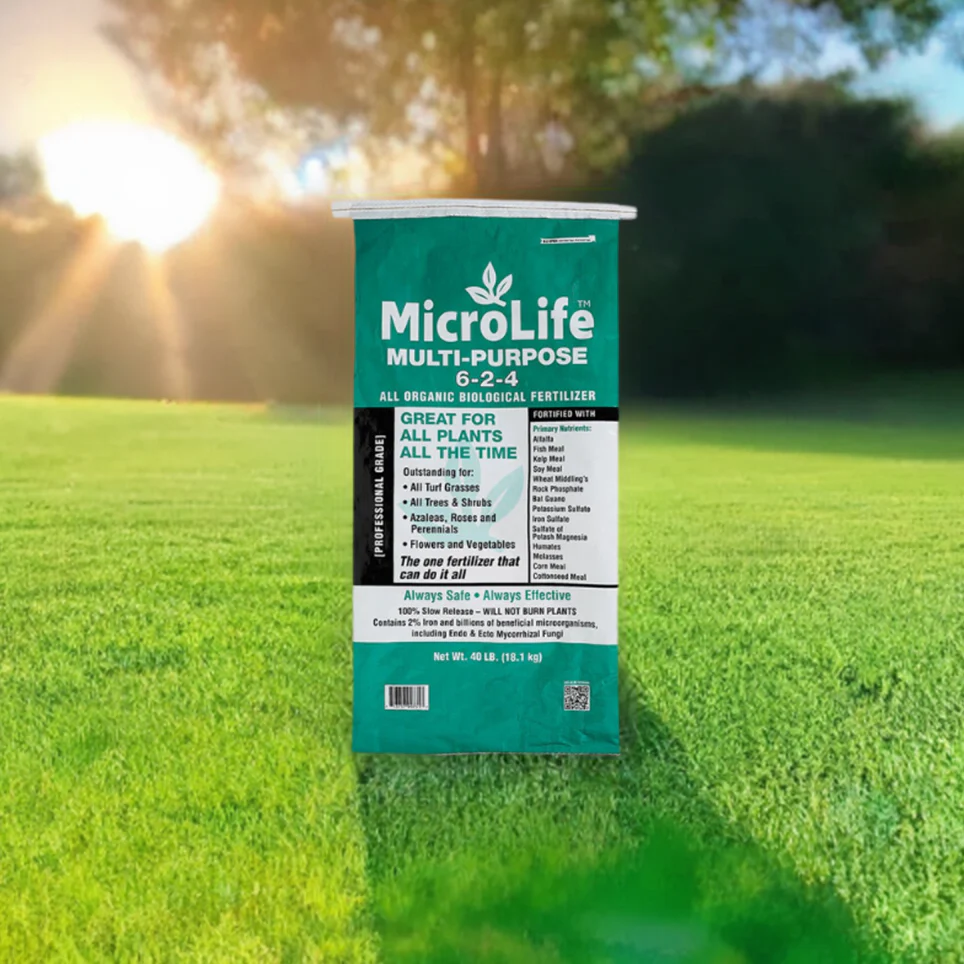 MicroLife™
MULTI-PURPOSE
6-2-4
ALL ORGANIC BIOLOGICAL FERTILIZER
[PROFESSIONAL GRADE]
GREAT FOR
ALL PLANTS
ALL THE TIME
Outstanding for:
• All Turf Grasses
• All Trees & Shrubs
• Azaleas, Roses and
Perennials
• Flowers and Vegetables
The one fertilizer that
can do it all
FORTIFIED WITH
Primary Nutrients:
Alfalfa
Fish Meal
Kelp Meal
Soy Meal
Wheat Middling's
Rock Phosphate
Bat Guano
Potassium Sulfate
Iron Sulfate
Sulfate of
Potash Magnesia
Humates
Molasses
Corn Meal
Cottonseed Meal
Always Safe • Always Effective
100% Slow Release – WILL NOT BURN PLANTS
Contains 2% Iron and billions of beneficial microorganisms,
including Endo & Ecto Mycorrhizal Fungi
Net Wt. 40 LB. (18.1 kg)